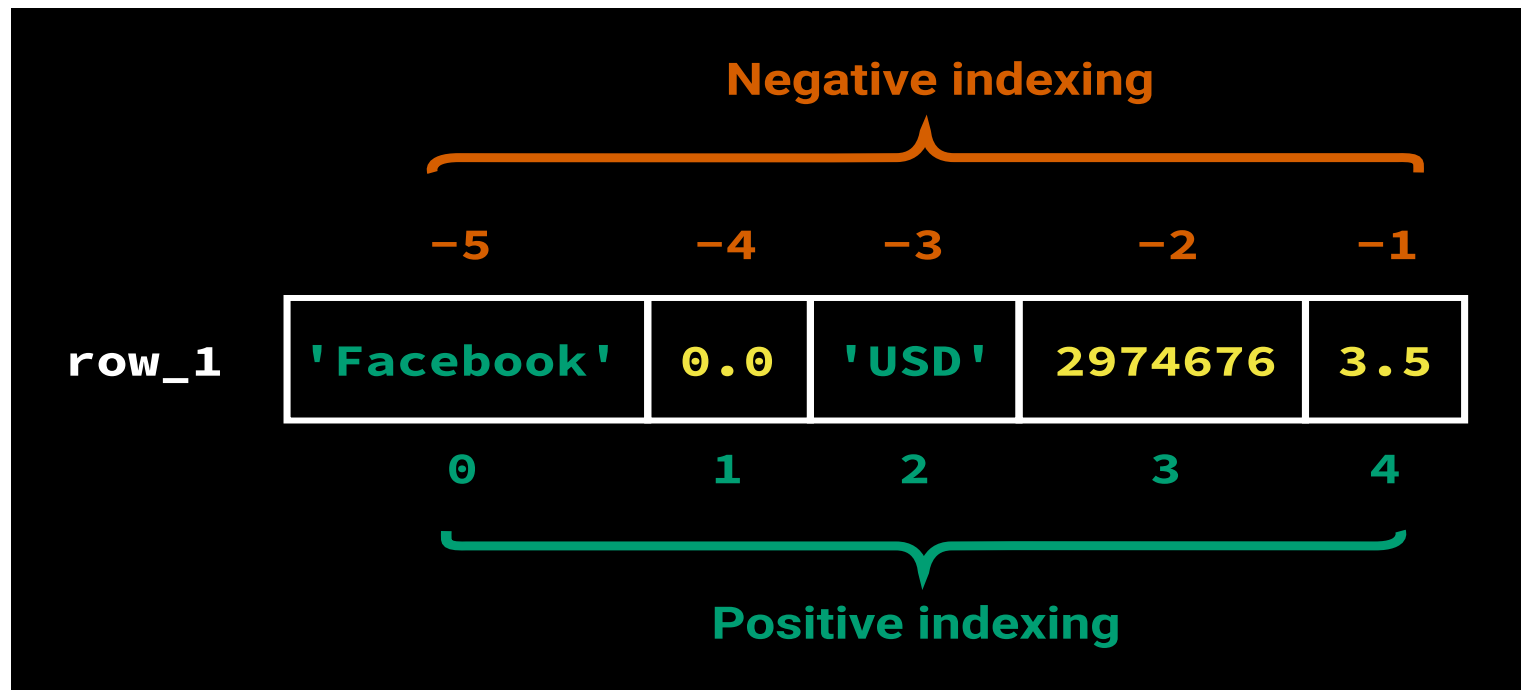 Negative indexing
−5 −4 −3 −2 −1
row_1 'Facebook' 0.0 'USD' 2974676 3.5
0 1 2 3 4
Positive indexing